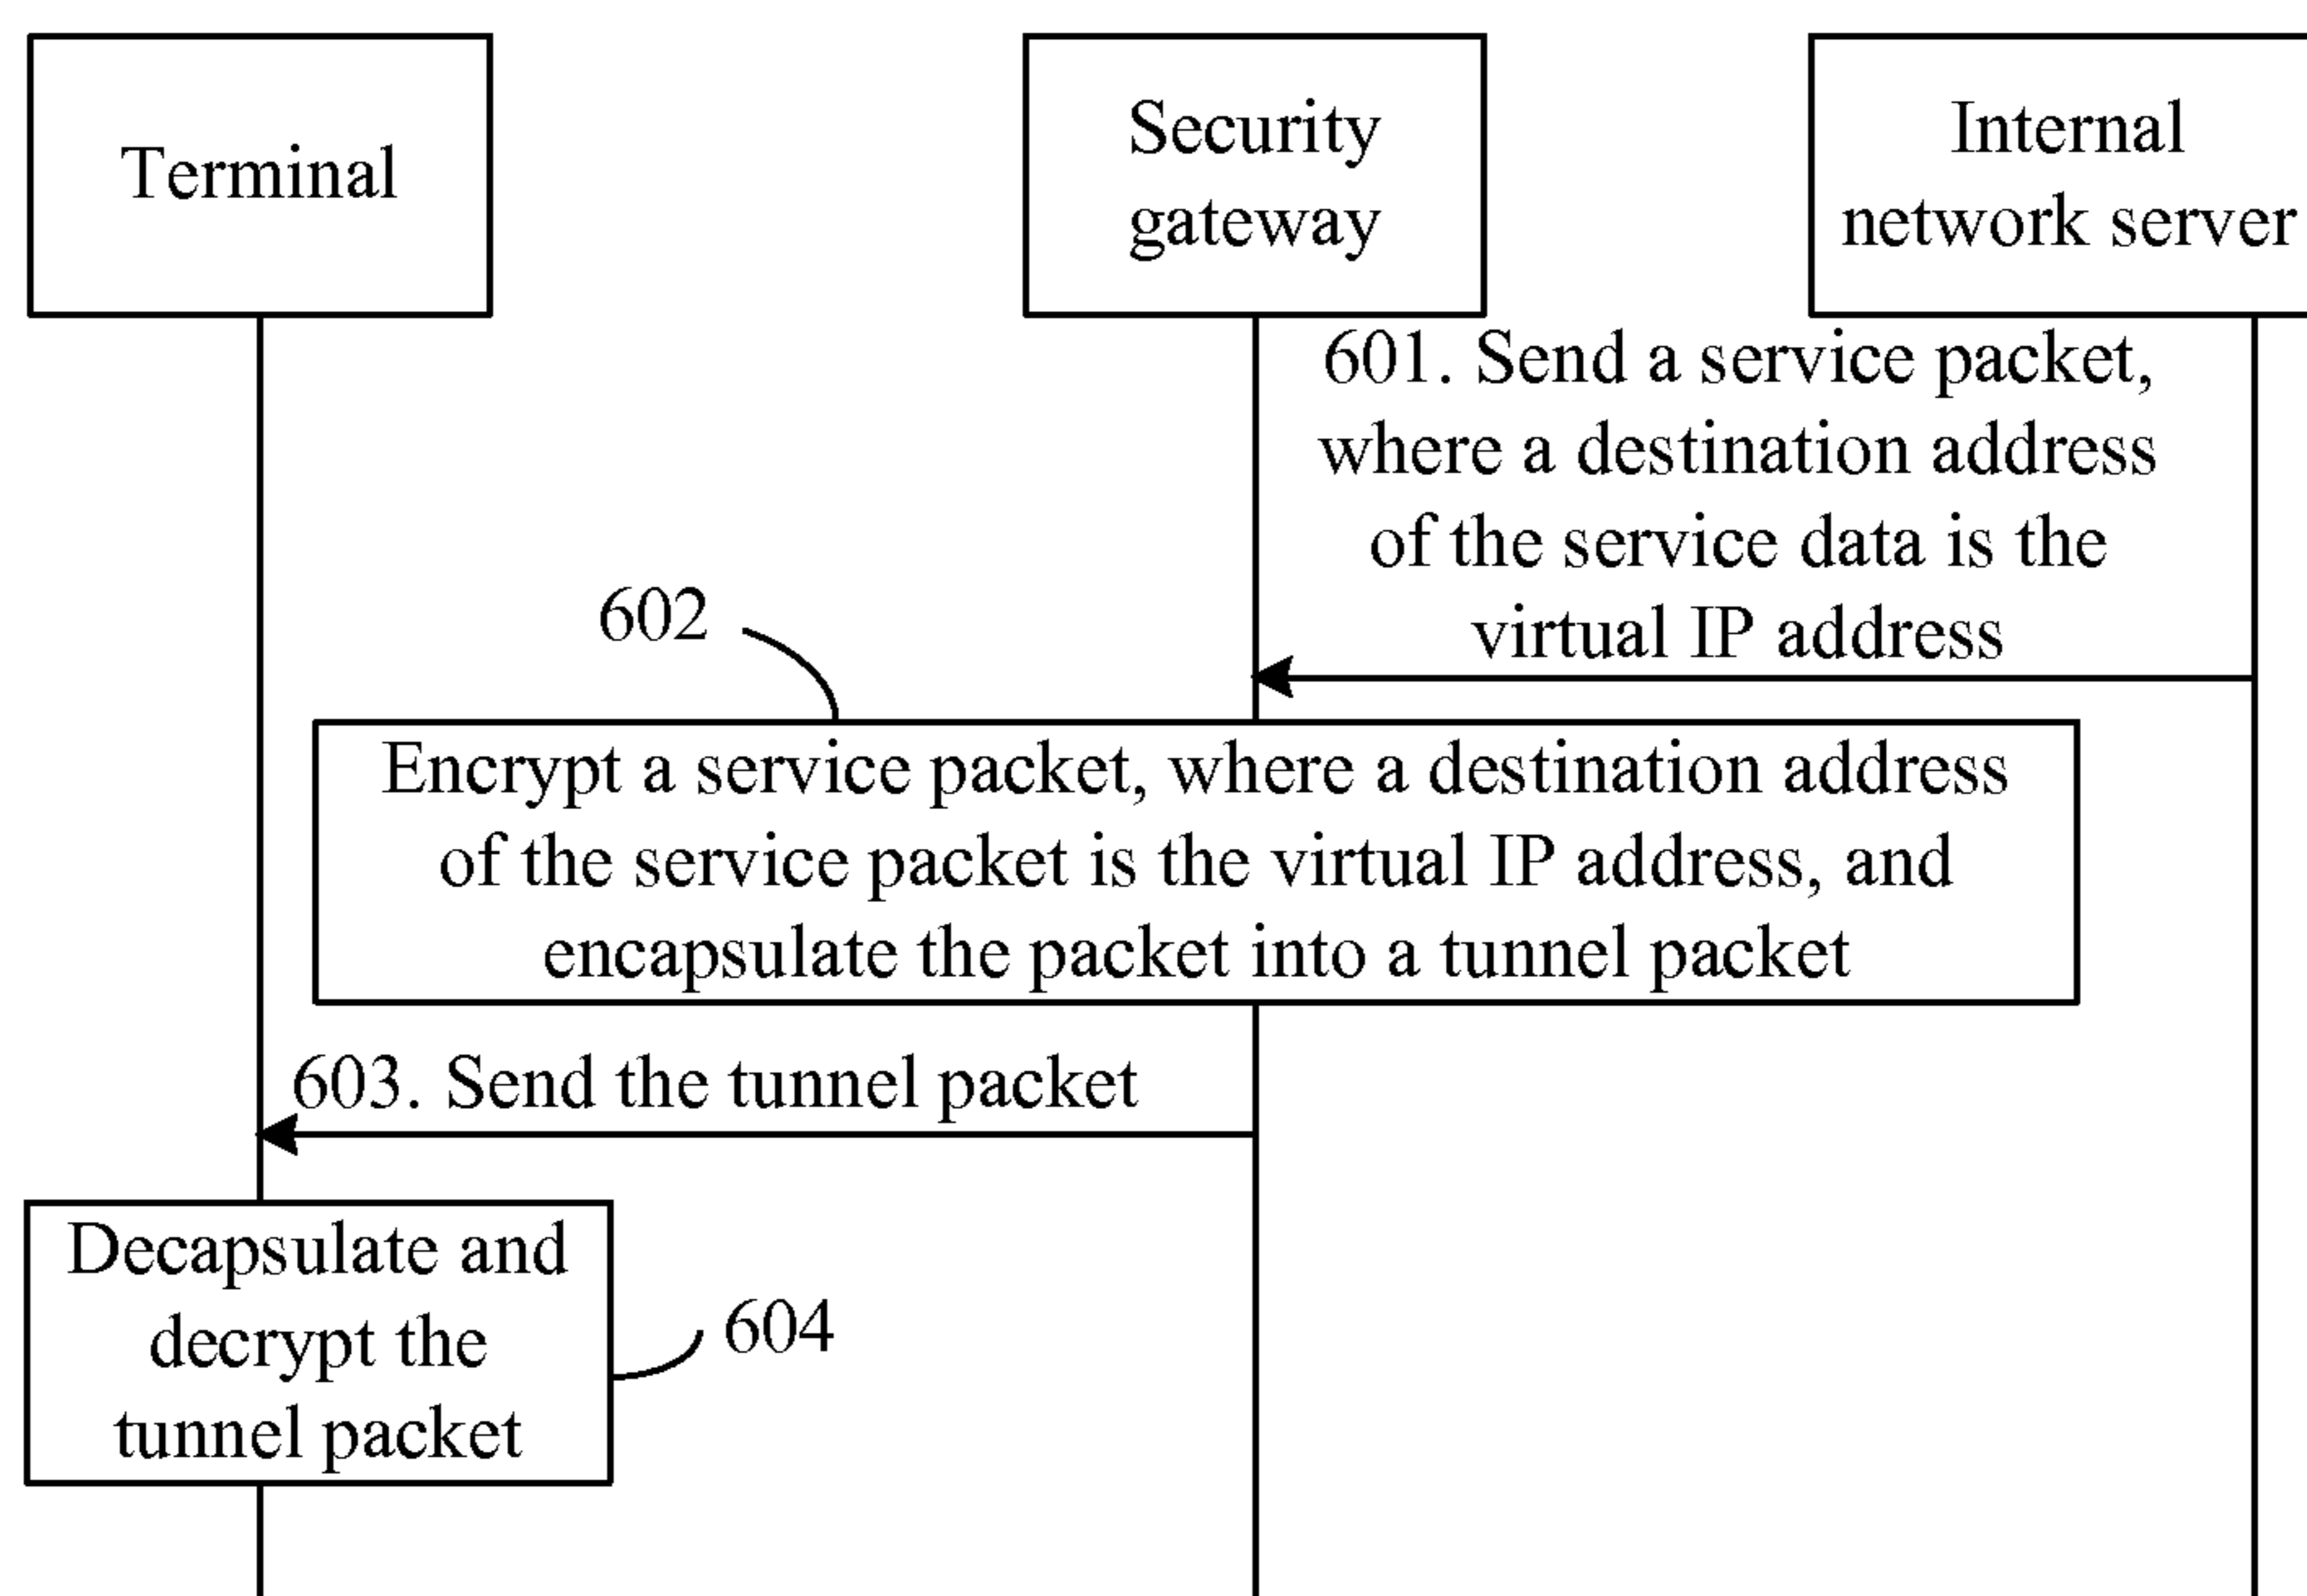 Terminal
Security
gateway
Internal
network server
601. Send a service packet,
where a destination address
of the service data is the
virtual IP address
602
Encrypt a service packet, where a destination address
of the service packet is the virtual IP address, and
encapsulate the packet into a tunnel packet
603. Send the tunnel packet
Decapsulate and
decrypt the
tunnel packet
604